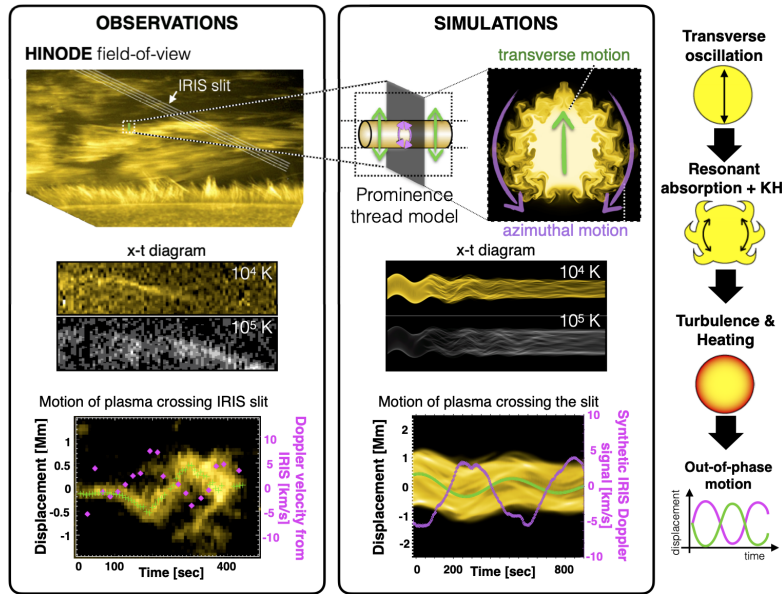 OBSERVATIONS
HINODE field-of-view
IRIS slit
x-t diagram
10⁴ K
10⁵ K
Motion of plasma crossing IRIS slit
Displacement [Mm]
1
0.5
0
-0.5
-1
0 100 400
Time [sec]
10
5
0
-5
-10
Doppler velocity from
IRIS [km/s]
SIMULATIONS
transverse motion
Prominence
thread model
azimuthal motion
x-t diagram
10⁴ K
10⁵ K
Motion of plasma crossing the slit
Displacement [Mm]
2
1
0
-1
-2
0 200 800
Time [sec]
10
5
0
-5
-10
Synthetic IRIS Doppler
signal [km/s]
Transverse
oscillation
Resonant
absorption + KH
Turbulence &
Heating
Out-of-phase
motion
displacement
time